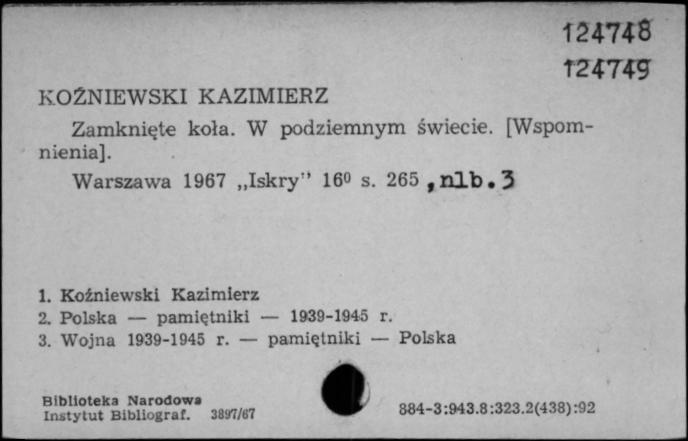 124748
124749
KOŹNIEWSKI KAZIMIERZ
Zamknięte koła. W podziemnym świecie. [Wspom-
nienia].
Warszawa 1967 „Iskry” 16⁰ s. 265 , nlb. 3
1. Koźniewski Kazimierz
2. Polska — pamiętniki — 1939-1945 r.
3. Wojna 1939-1945 r. — pamiętniki — Polska
Biblioteka Narodowa
Instytut Bibliograf. 3897/67
884-3:943.8:323.2(438):92